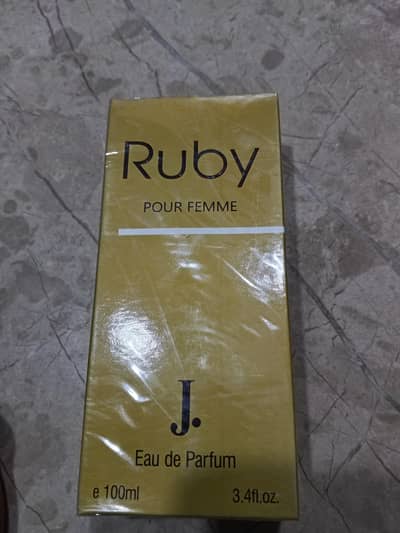 Ruby
POUR FEMME
J.
Eau de Parfum
e 100ml 3.4fl.oz.